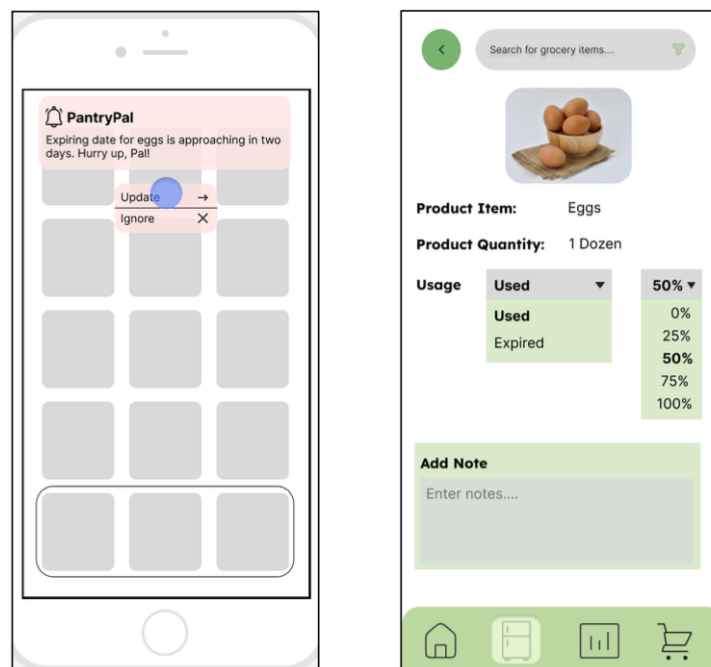 PantryPal
Expiring date for eggs is approaching in two
days. Hurry up, Pal!
Update
Ignore
Search for grocery items....
Product Item: Eggs
Product Quantity: 1 Dozen
Usage Used 50%
Used
Expired
0%
25%
50%
75%
100%
Add Note
Enter notes....